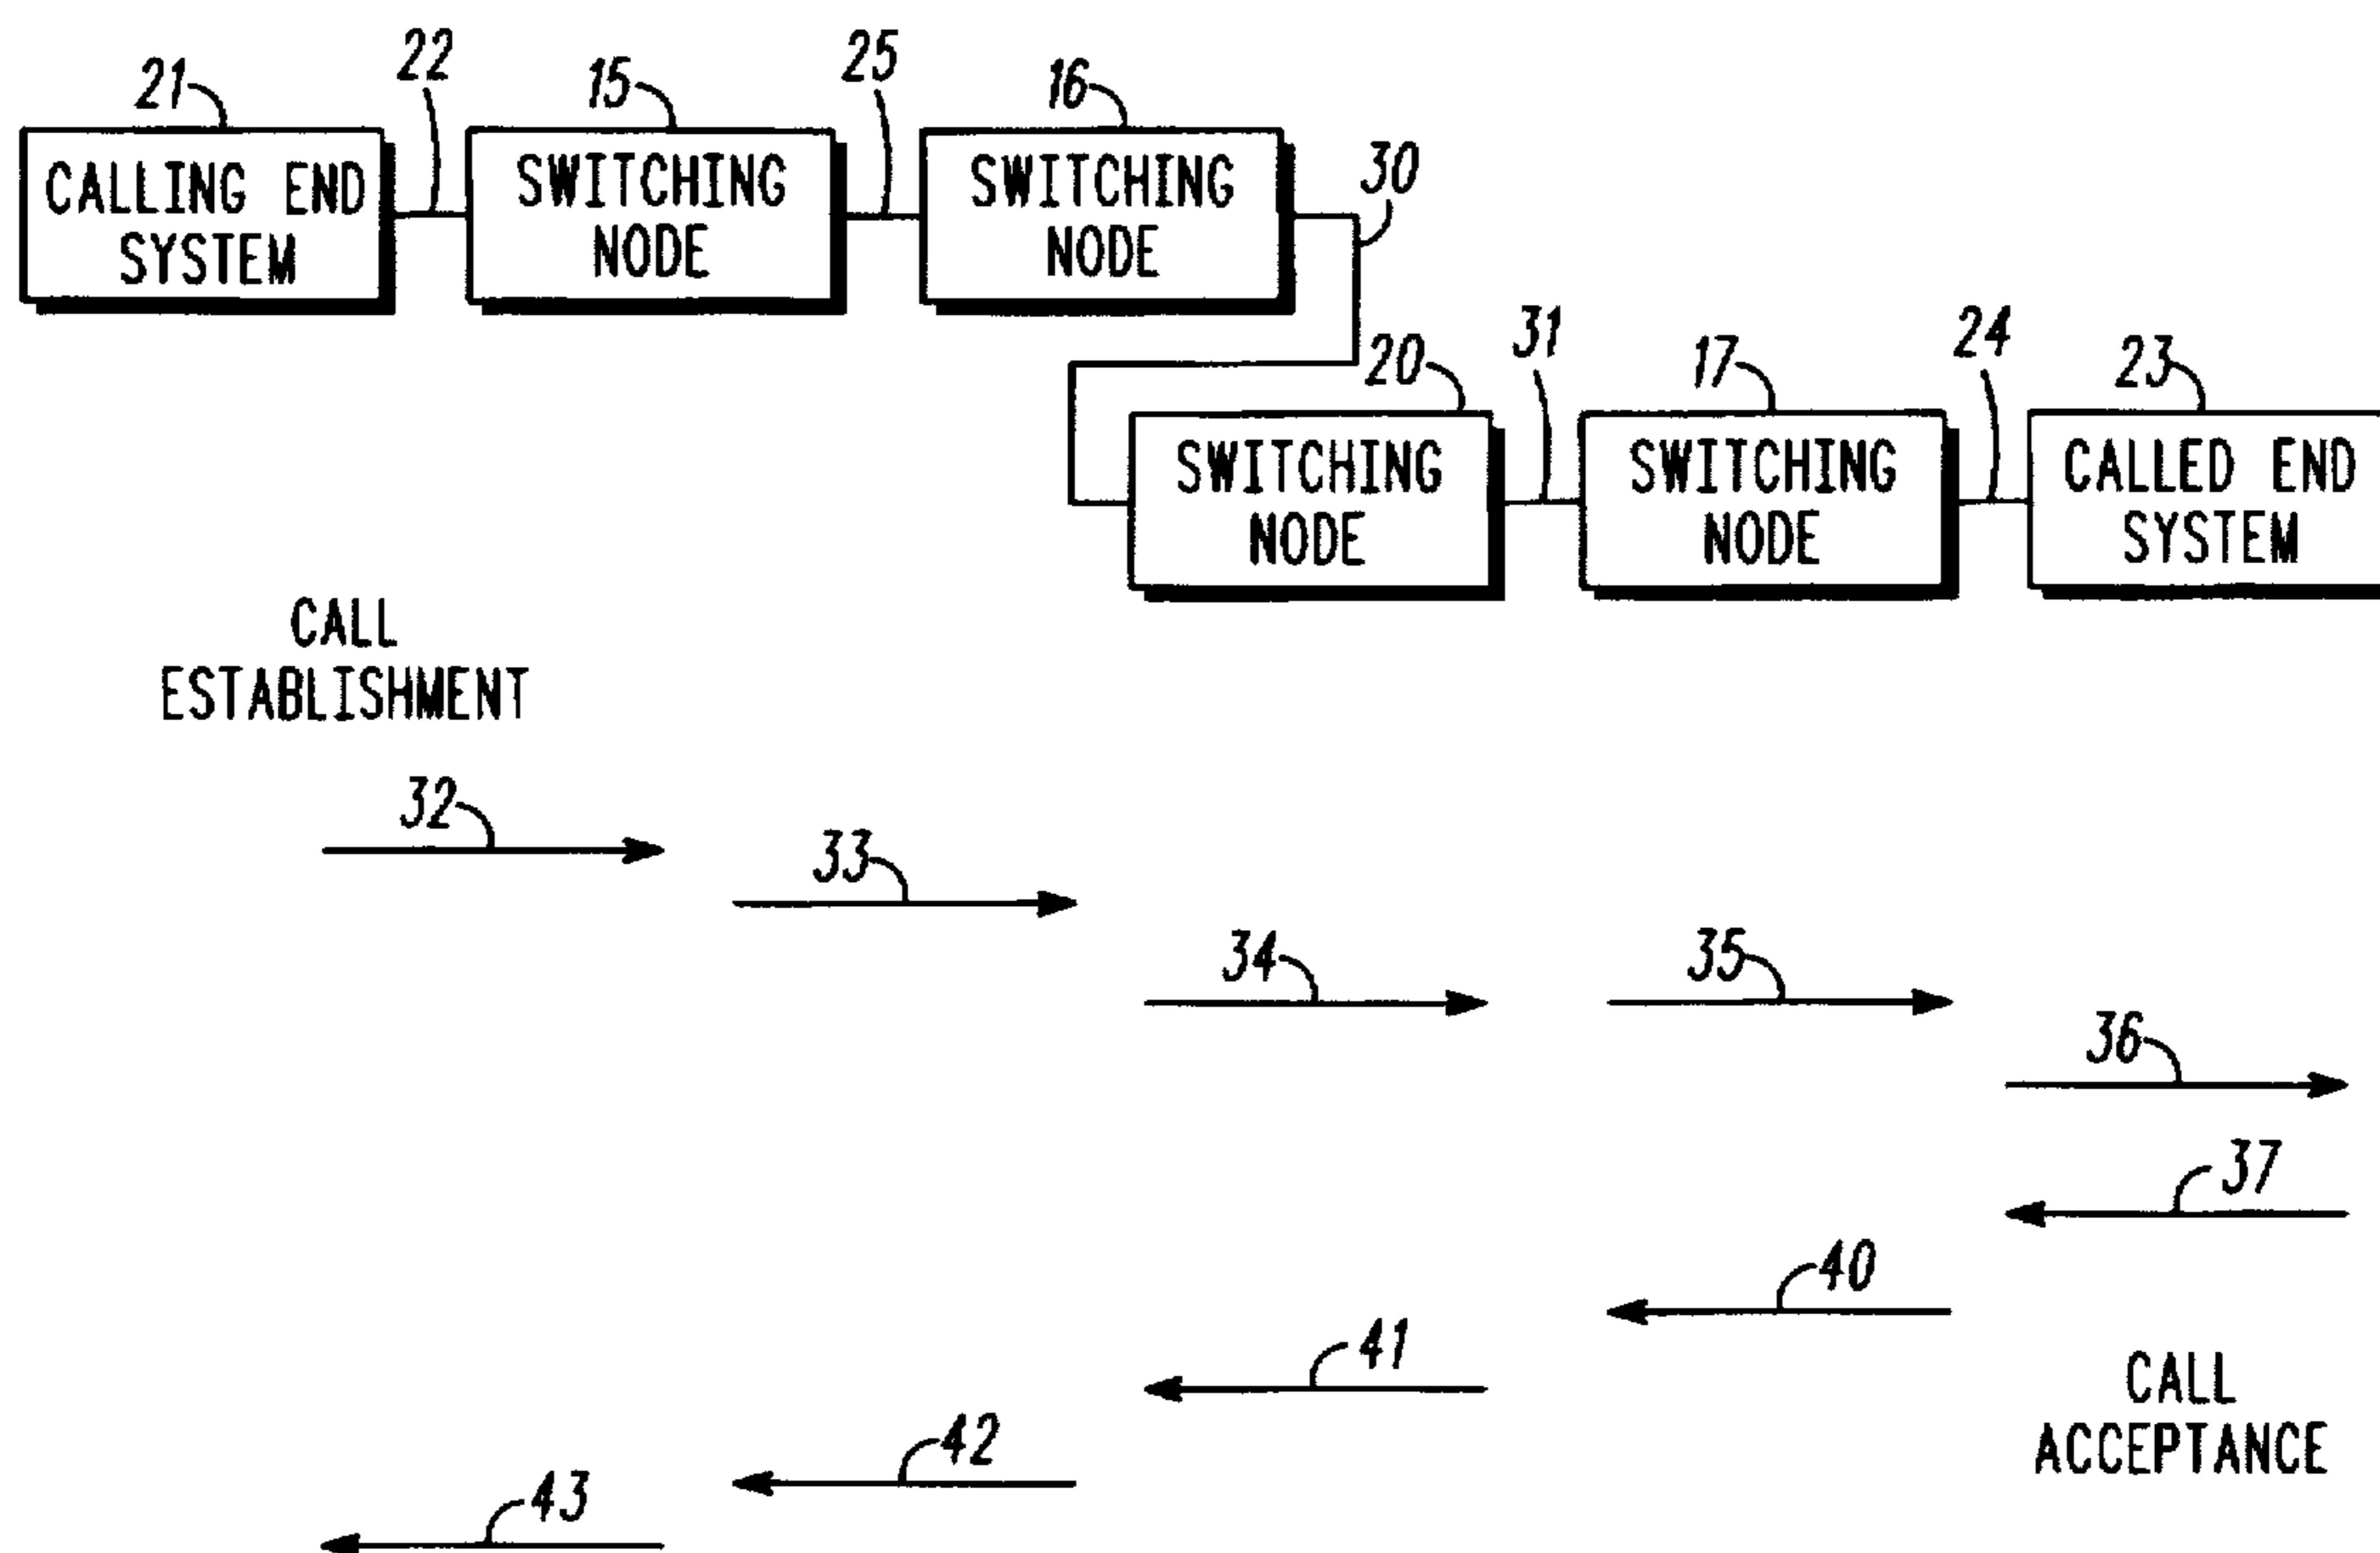 21
22
15
25
16
30
CALLING END
SYSTEM
SWITCHING
NODE
SWITCHING
NODE
20
31
17
24
23
SWITCHING
NODE
SWITCHING
NODE
CALLED END
SYSTEM
CALL
ESTABLISHMENT
32
33
34
35
36
37
40
41
42
43
CALL
ACCEPTANCE